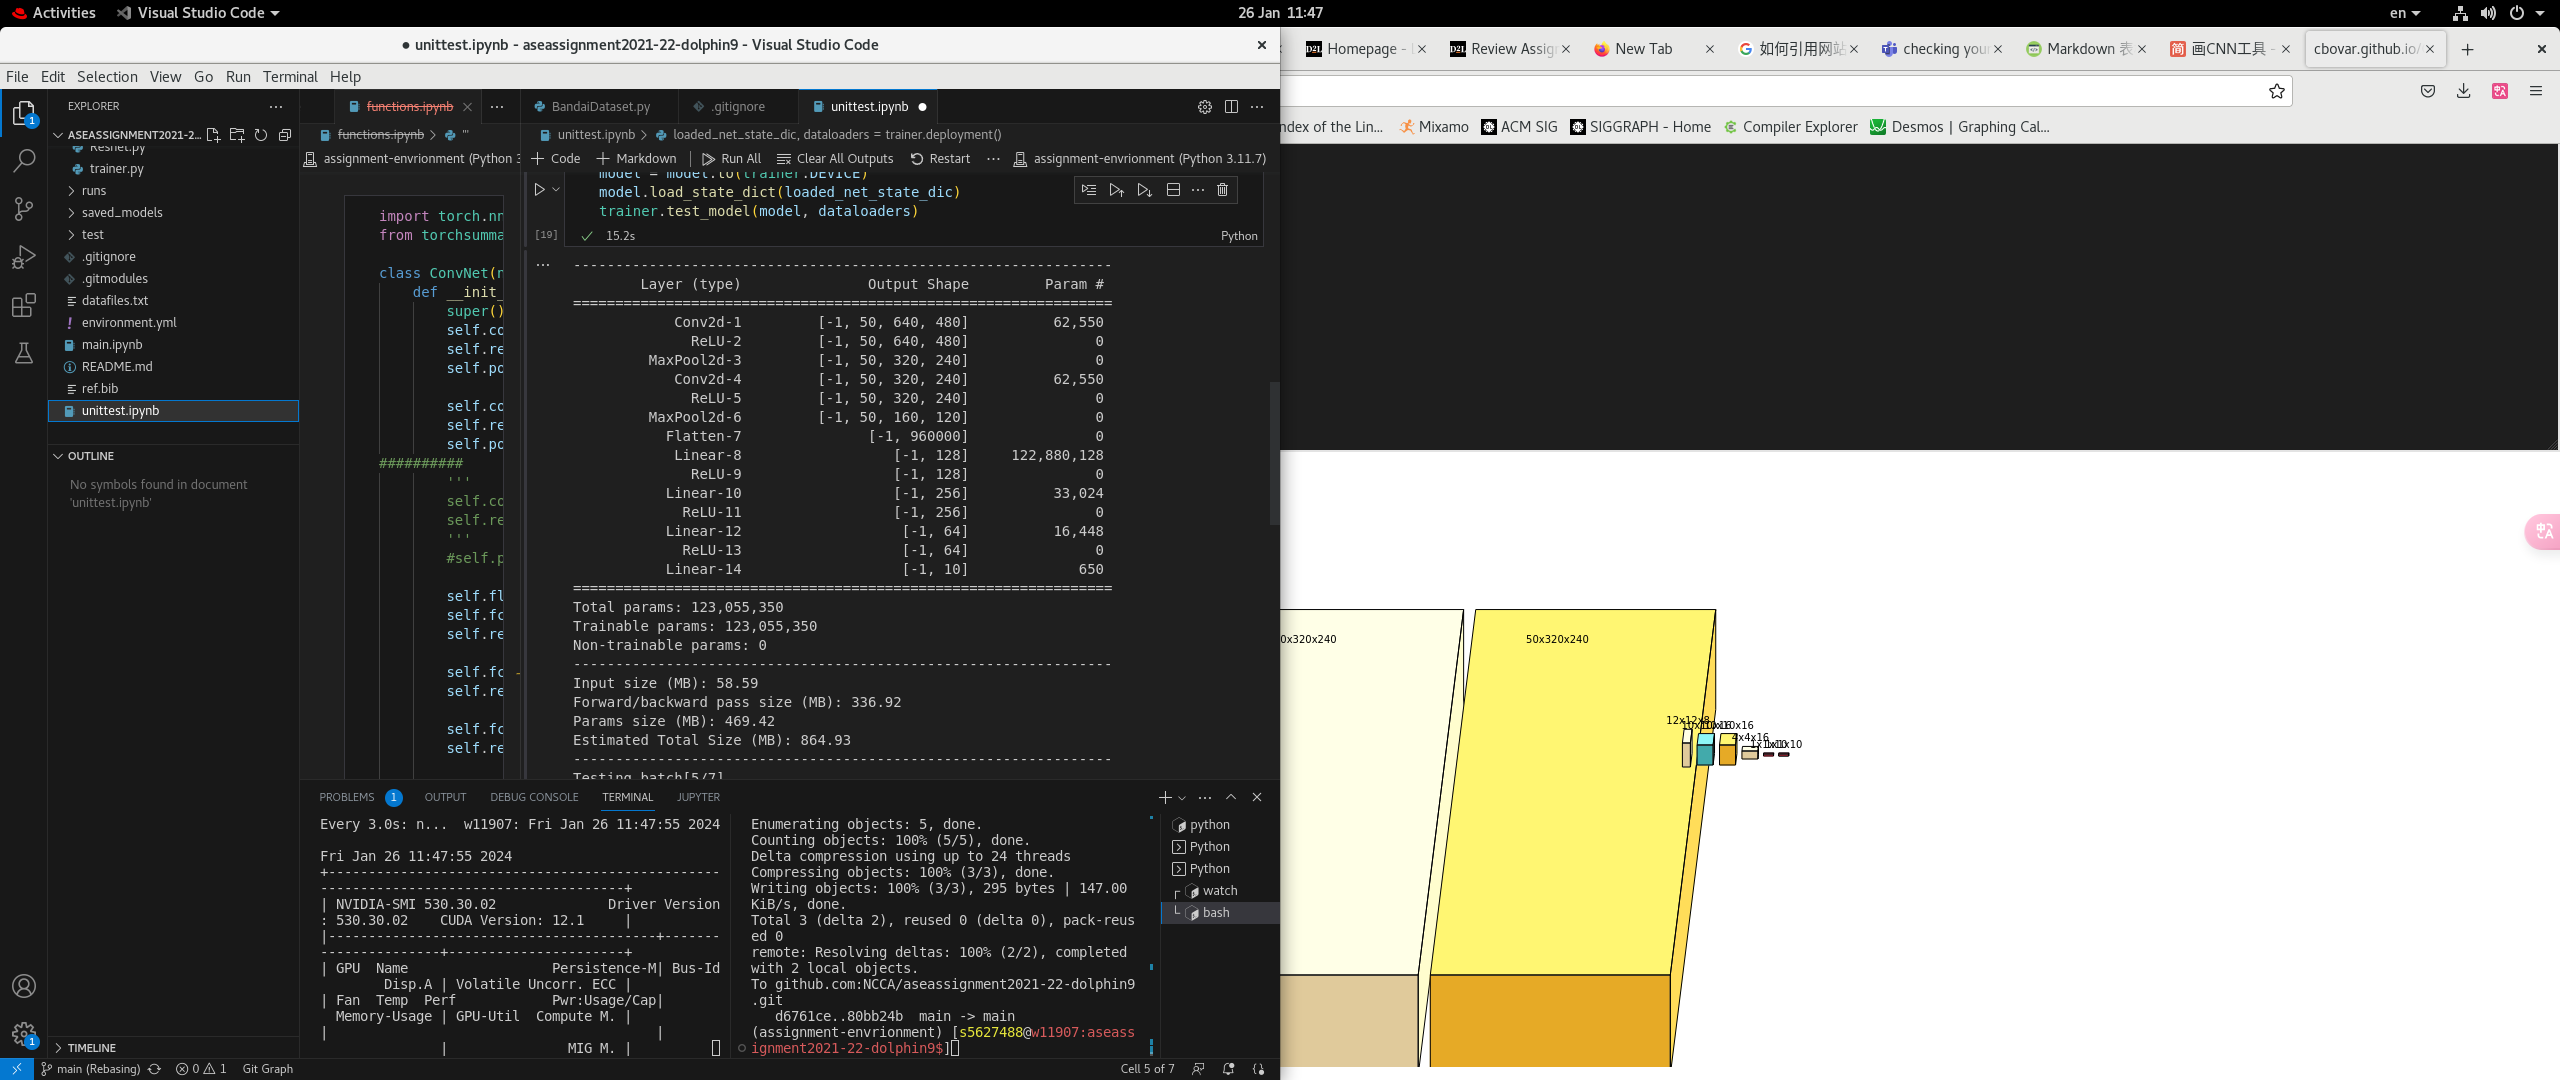 Activities
Visual Studio Code
26 Jan 11:47
en
● unittest.ipynb - aseassignment2021-22-dolphin9 - Visual Studio Code
File Edit Selection View Go Run Terminal Help
EXPLORER
ASEASSIGNMENT2021-2...
Resnet.py
trainer.py
runs
saved_models
test
.gitignore
.gitmodules
datafiles.txt
environment.yml
main.ipynb
README.md
ref.bib
unittest.ipynb
OUTLINE
No symbols found in document
'unittest.ipynb'
TIMELINE
functions.ipynb
functions.ipynb > "'
assignment-envrionment (Python 3
import torch.nn
from torchsumma
class ConvNet(n
def __init_
super()
self.co
self.re
self.po
self.co
self.re
self.po
##########
'''
self.co
self.re
'''
#self.p
self.fl
self.fc
self.re
self.fc
self.re
self.fc
self.re
BandaiDataset.py
.gitignore
unittest.ipynb
unittest.ipynb > loaded_net_state_dic, dataloaders = trainer.deployment()
+ Code + Markdown Run All Clear All Outputs Restart ... assignment-envrionment (Python 3.11.7)
model = model.to(trainer.DEVICE)
model.load_state_dict(loaded_net_state_dic)
trainer.test_model(model, dataloaders)
[19] 15.2s Python
----------------------------------------------------------------
Layer (type) Output Shape Param #
================================================================
Conv2d-1 [-1, 50, 640, 480] 62,550
ReLU-2 [-1, 50, 640, 480] 0
MaxPool2d-3 [-1, 50, 320, 240] 0
Conv2d-4 [-1, 50, 320, 240] 62,550
ReLU-5 [-1, 50, 320, 240] 0
MaxPool2d-6 [-1, 50, 160, 120] 0
Flatten-7 [-1, 960000] 0
Linear-8 [-1, 128] 122,880,128
ReLU-9 [-1, 128] 0
Linear-10 [-1, 256] 33,024
ReLU-11 [-1, 256] 0
Linear-12 [-1, 64] 16,448
ReLU-13 [-1, 64] 0
Linear-14 [-1, 10] 650
================================================================
Total params: 123,055,350
Trainable params: 123,055,350
Non-trainable params: 0
----------------------------------------------------------------
Input size (MB): 58.59
Forward/backward pass size (MB): 336.92
Params size (MB): 469.42
Estimated Total Size (MB): 864.93
----------------------------------------------------------------
Testing batch[5/7]
PROBLEMS 1 OUTPUT DEBUG CONSOLE TERMINAL JUPYTER
Every 3.0s: n... w11907: Fri Jan 26 11:47:55 2024
Fri Jan 26 11:47:55 2024
+-----------------------------------------------
------------------------------------+
| NVIDIA-SMI 530.30.02 Driver Version
: 530.30.02 CUDA Version: 12.1 |
|---------------------------------------+-------
---------------+---------------------+
| GPU Name Persistence-M| Bus-Id
Disp.A | Volatile Uncorr. ECC |
| Fan Temp Perf Pwr:Usage/Cap|
Memory-Usage | GPU-Util Compute M. |
| |
| MIG M. |
Enumerating objects: 5, done.
Counting objects: 100% (5/5), done.
Delta compression using up to 24 threads
Compressing objects: 100% (3/3), done.
Writing objects: 100% (3/3), 295 bytes | 147.00
KiB/s, done.
Total 3 (delta 2), reused 0 (delta 0), pack-reus
ed 0
remote: Resolving deltas: 100% (2/2), completed
with 2 local objects.
To github.com:NCCA/aseassignment2021-22-dolphin9
.git
d6761ce..80bb24b main -> main
(assignment-envrionment) [s5627488@w11907:aseass
ignment2021-22-dolphin9$]
python
Python
Python
watch
bash
main (Rebasing) 0 1 Git Graph
Cell 5 of 7
Homepage -
Review Assig
New Tab
如何引用网站
checking your
Markdown 表
画CNN工具 -
cbovar.github.io/
ndex of the Lin...
Mixamo
ACM SIG
SIGGRAPH - Home
Compiler Explorer
Desmos | Graphing Cal...
0x320x240
50x320x240
12x12x8
10x10x16
4x4x16
1x1x10